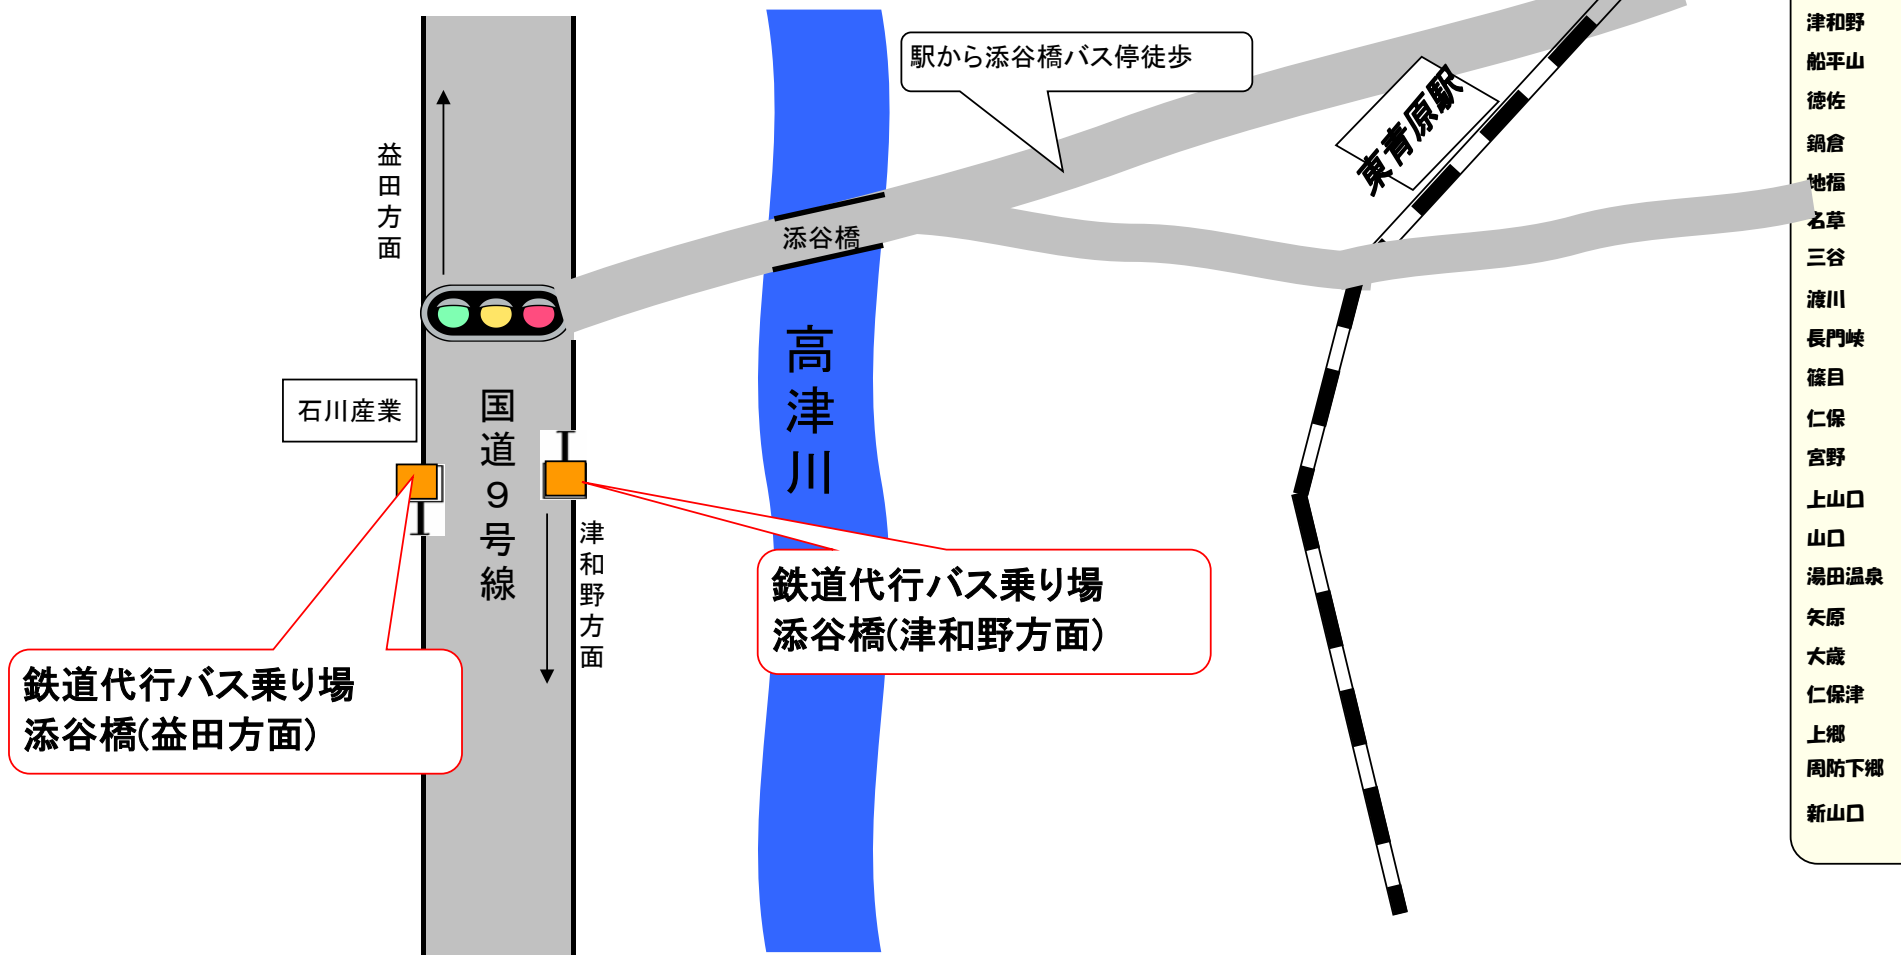 駅から添谷橋バス停徒歩
東青原駅
益田方面
添谷橋
高津川
石川産業
国道９号線
津和野方面
鉄道代行バス乗り場
添谷橋(津和野方面)
鉄道代行バス乗り場
添谷橋(益田方面)
津和野
船平山
徳佐
鍋倉
地福
名草
三谷
渡川
長門峡
篠目
仁保
宮野
上山口
山口
湯田温泉
矢原
大歳
仁保津
上郷
周防下郷
新山口